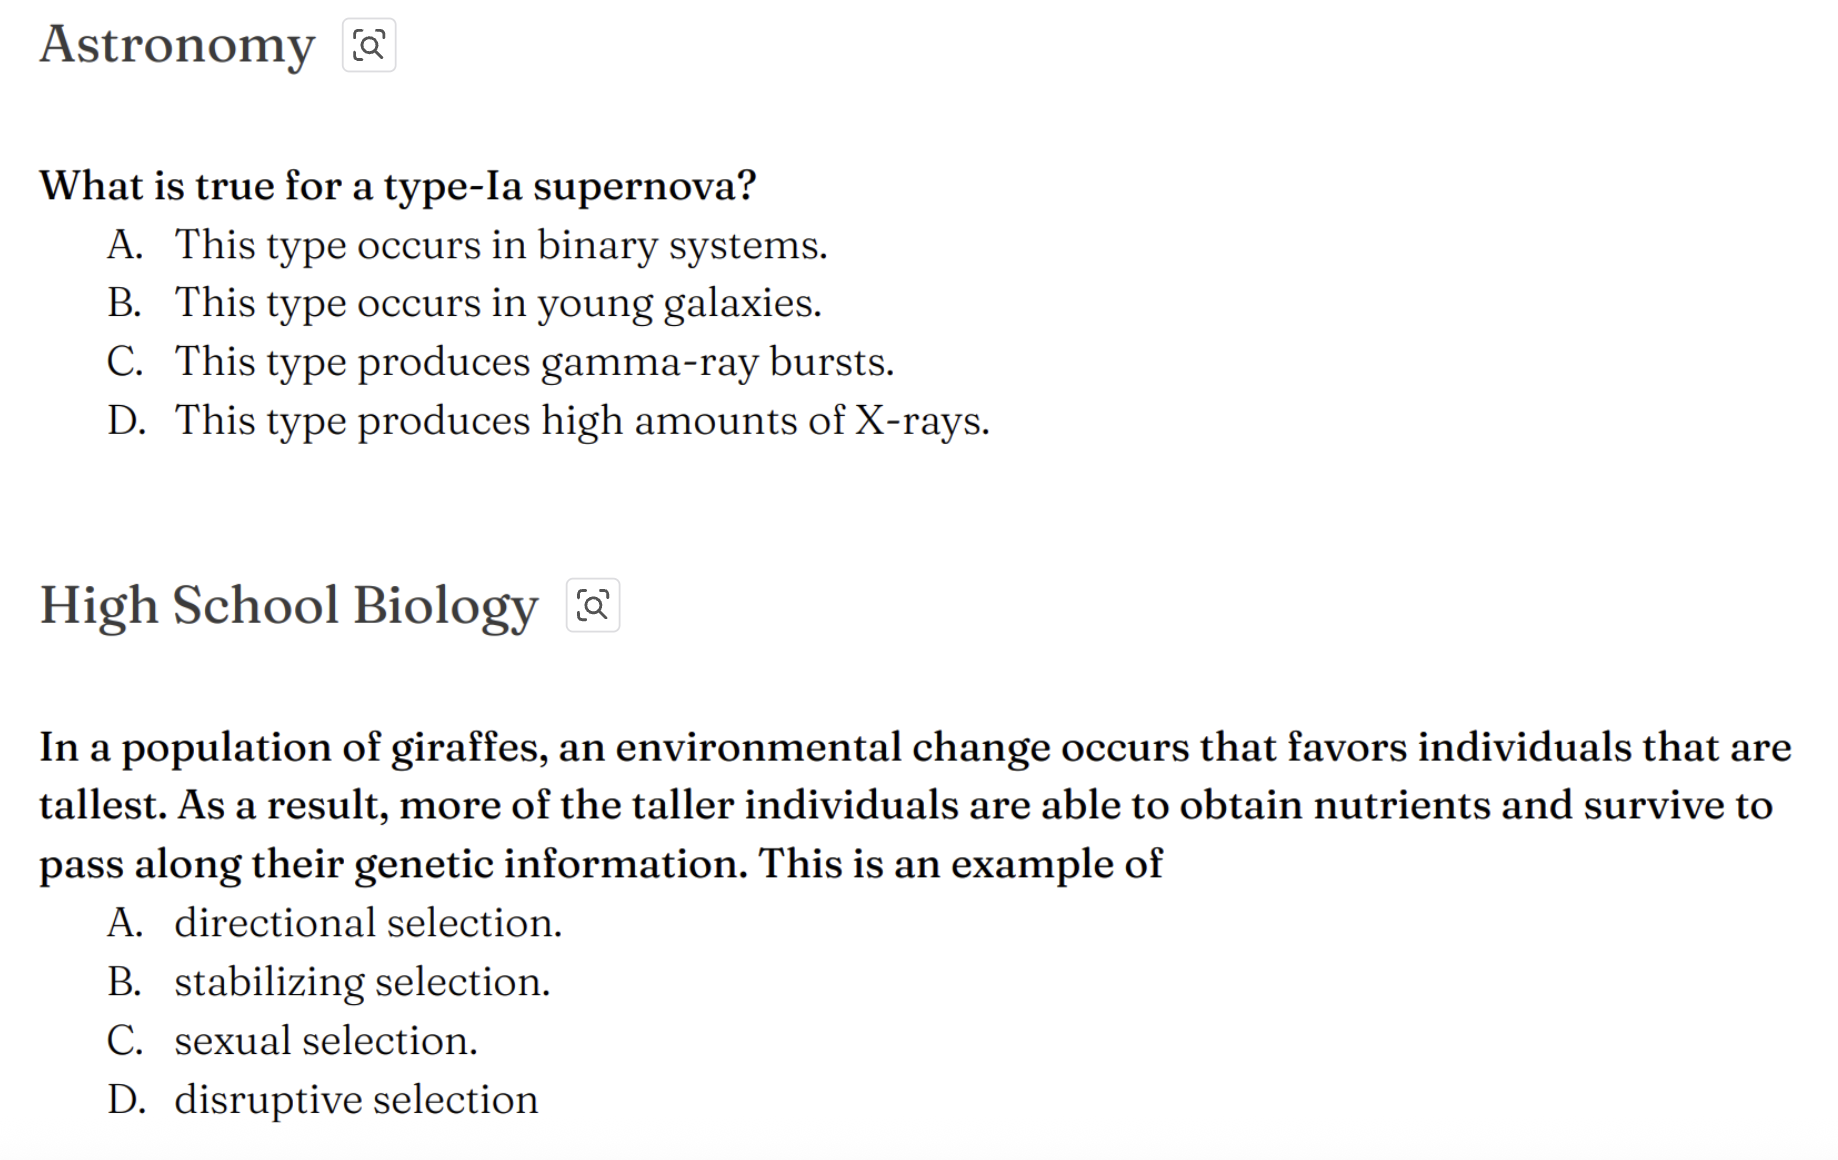 Astronomy
What is true for a type-Ia supernova?
A. This type occurs in binary systems.
B. This type occurs in young galaxies.
C. This type produces gamma-ray bursts.
D. This type produces high amounts of X-rays.
High School Biology
In a population of giraffes, an environmental change occurs that favors individuals that are
tallest. As a result, more of the taller individuals are able to obtain nutrients and survive to
pass along their genetic information. This is an example of
A. directional selection.
B. stabilizing selection.
C. sexual selection.
D. disruptive selection